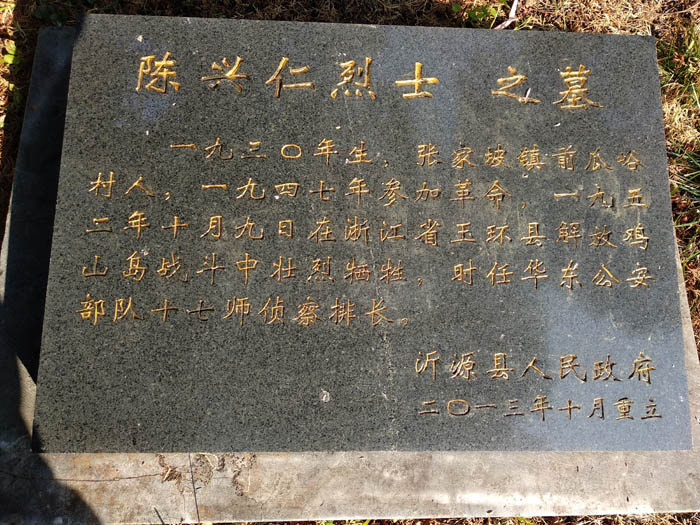 陈兴仁烈士之墓
一九三〇年生，张家坡镇前瓜峪
村人，一九四七年参加革命，一九五
二年十月九日在浙江省玉环县解放鸡
山岛战斗中壮烈牺牲，时任华东公安
部队十七师侦察排长。
沂源县人民政府
二〇一三年十月重立